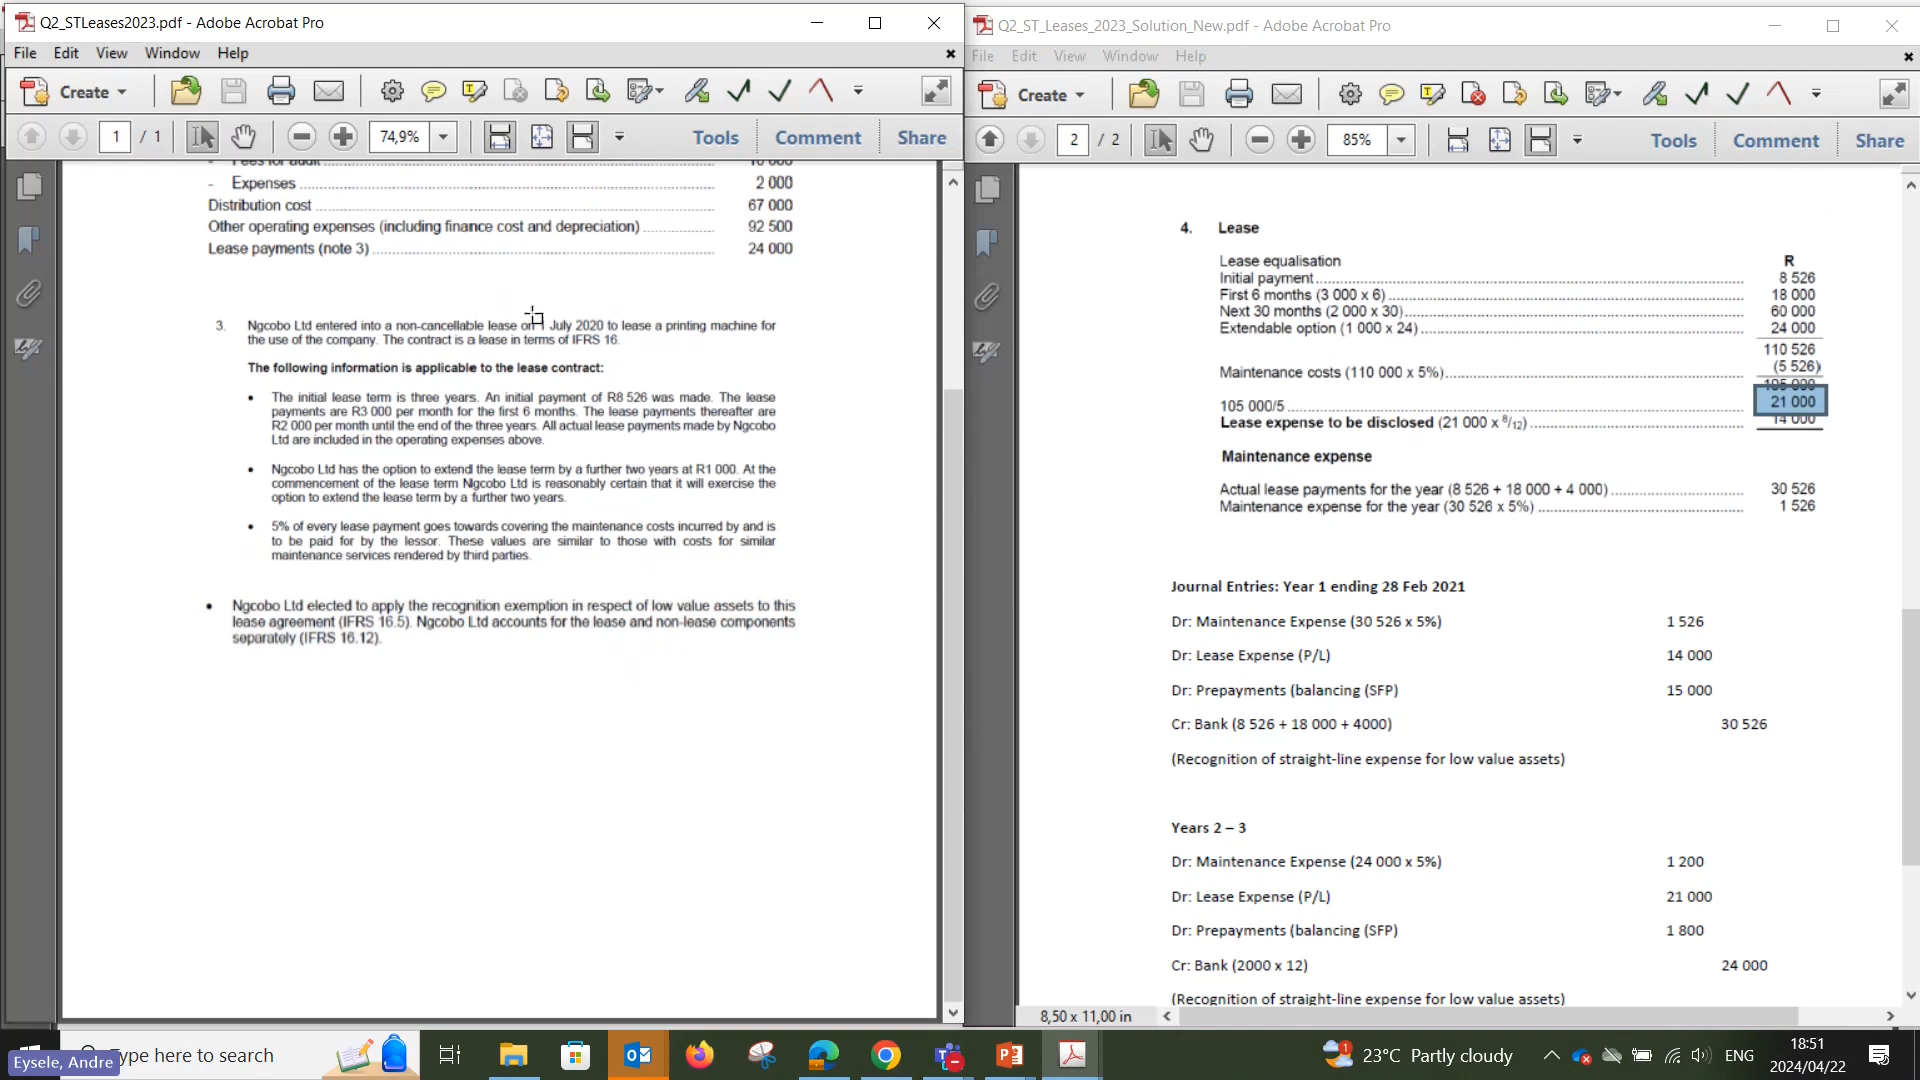 Q2_STLeases2023.pdf - Adobe Acrobat Pro
File Edit View Window Help
Create
1 / 1
74,9%
Tools Comment Share
- Fees for audit 10 000
- Expenses 2 000
Distribution cost 67 000
Other operating expenses (including finance cost and depreciation) 92 500
Lease payments (note 3) 24 000
3. Ngcobo Ltd entered into a non-cancellable lease on 1 July 2020 to lease a printing machine for
the use of the company. The contract is a lease in terms of IFRS 16.
The following information is applicable to the lease contract:
• The initial lease term is three years. An initial payment of R8 526 was made. The lease
payments are R3 000 per month for the first 6 months. The lease payments thereafter are
R2 000 per month until the end of the three years. All actual lease payments made by Ngcobo
Ltd are included in the operating expenses above.
• Ngcobo Ltd has the option to extend the lease term by a further two years at R1 000. At the
commencement of the lease term Ngcobo Ltd is reasonably certain that it will exercise the
option to extend the lease term by a further two years.
• 5% of every lease payment goes towards covering the maintenance costs incurred by and is
to be paid for by the lessor. These values are similar to those with costs for similar
maintenance services rendered by third parties.
• Ngcobo Ltd elected to apply the recognition exemption in respect of low value assets to this
lease agreement (IFRS 16.5). Ngcobo Ltd accounts for the lease and non-lease components
separately (IFRS 16.12).
Q2_ST_Leases_2023_Solution_New.pdf - Adobe Acrobat Pro
File Edit View Window Help
Create
2 / 2
85%
Tools Comment Share
4. Lease
Lease equalisation R
Initial payment 8 526
First 6 months (3 000 x 6) 18 000
Next 30 months (2 000 x 30) 60 000
Extendable option (1 000 x 24) 24 000
110 526
Maintenance costs (110 000 x 5%) (5 526)
105 000
105 000/5 21 000
Lease expense to be disclosed (21 000 x 8/12) 14 000
Maintenance expense
Actual lease payments for the year (8 526 + 18 000 + 4 000) 30 526
Maintenance expense for the year (30 526 x 5%) 1 526
Journal Entries: Year 1 ending 28 Feb 2021
Dr: Maintenance Expense (30 526 x 5%) 1 526
Dr: Lease Expense (P/L) 14 000
Dr: Prepayments (balancing (SFP) 15 000
Cr: Bank (8 526 + 18 000 + 4000) 30 526
(Recognition of straight-line expense for low value assets)
Years 2 – 3
Dr: Maintenance Expense (24 000 x 5%) 1 200
Dr: Lease Expense (P/L) 21 000
Dr: Prepayments (balancing (SFP) 1 800
Cr: Bank (2000 x 12) 24 000
(Recognition of straight-line expense for low value assets)
8,50 x 11,00 in
Eysele, Andre
Type here to search
23°C Partly cloudy
ENG
18:51
2024/04/22